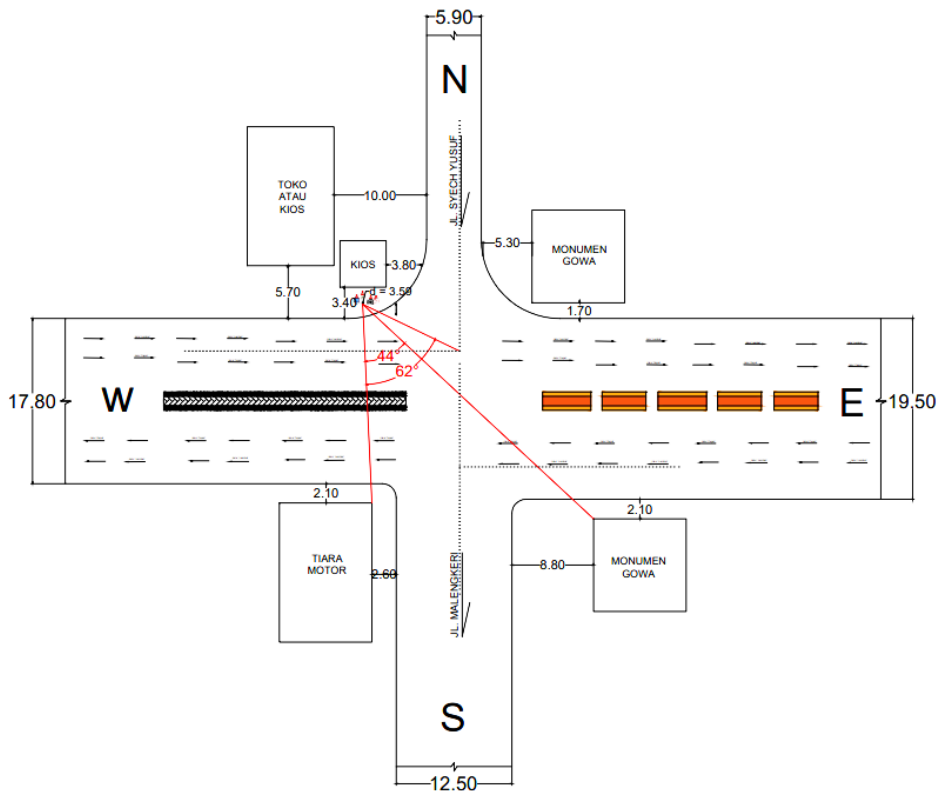 5.90
N
JL. SYECH YUSUF
TOKO
ATAU
KIOS
10.00
5.30
MONUMEN
GOWA
KIOS
3.80
5.70
3.40
d = 3.50
1.70
44°
62°
17.80
W
E
19.50
2.10
2.10
TIARA
MOTOR
2.60
JL. MALENGKERI
8.80
MONUMEN
GOWA
S
12.50